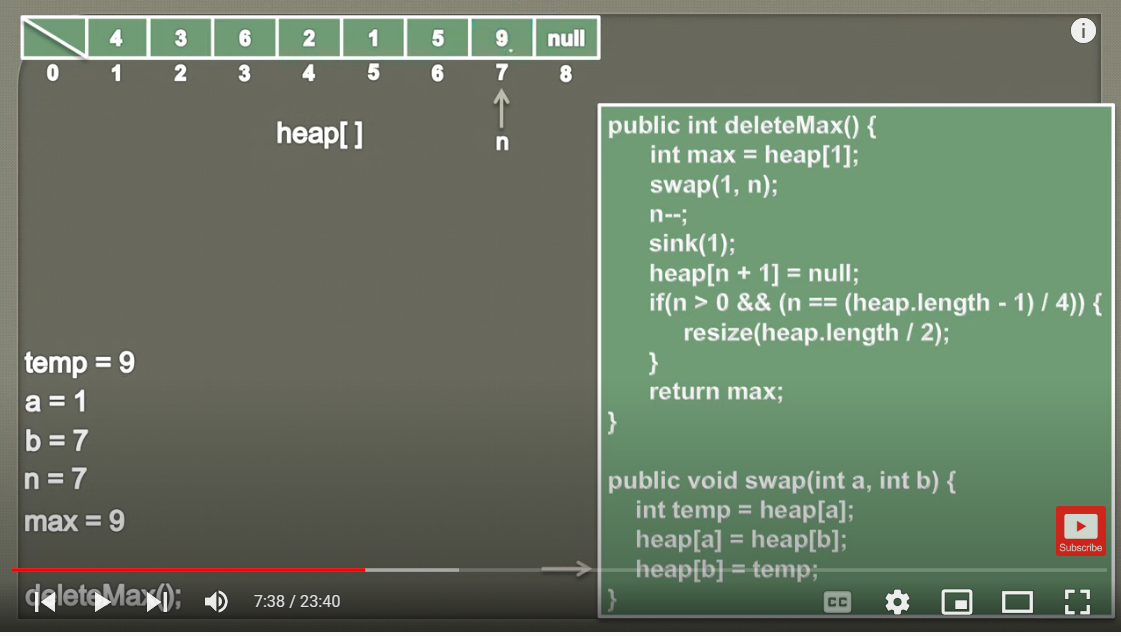 4 3 6 2 1 5 9 null
0 1 2 3 4 5 6 7 8
heap[ ]
n
public int deleteMax() {
int max = heap[1];
swap(1, n);
n--;
sink(1);
heap[n + 1] = null;
if(n > 0 && (n == (heap.length - 1) / 4)) {
resize(heap.length / 2);
}
return max;
}
public void swap(int a, int b) {
int temp = heap[a];
heap[a] = heap[b];
heap[b] = temp;
}
temp = 9
a = 1
b = 7
n = 7
max = 9
deleteMax();
Subscribe
7:38 / 23:40
CC
i